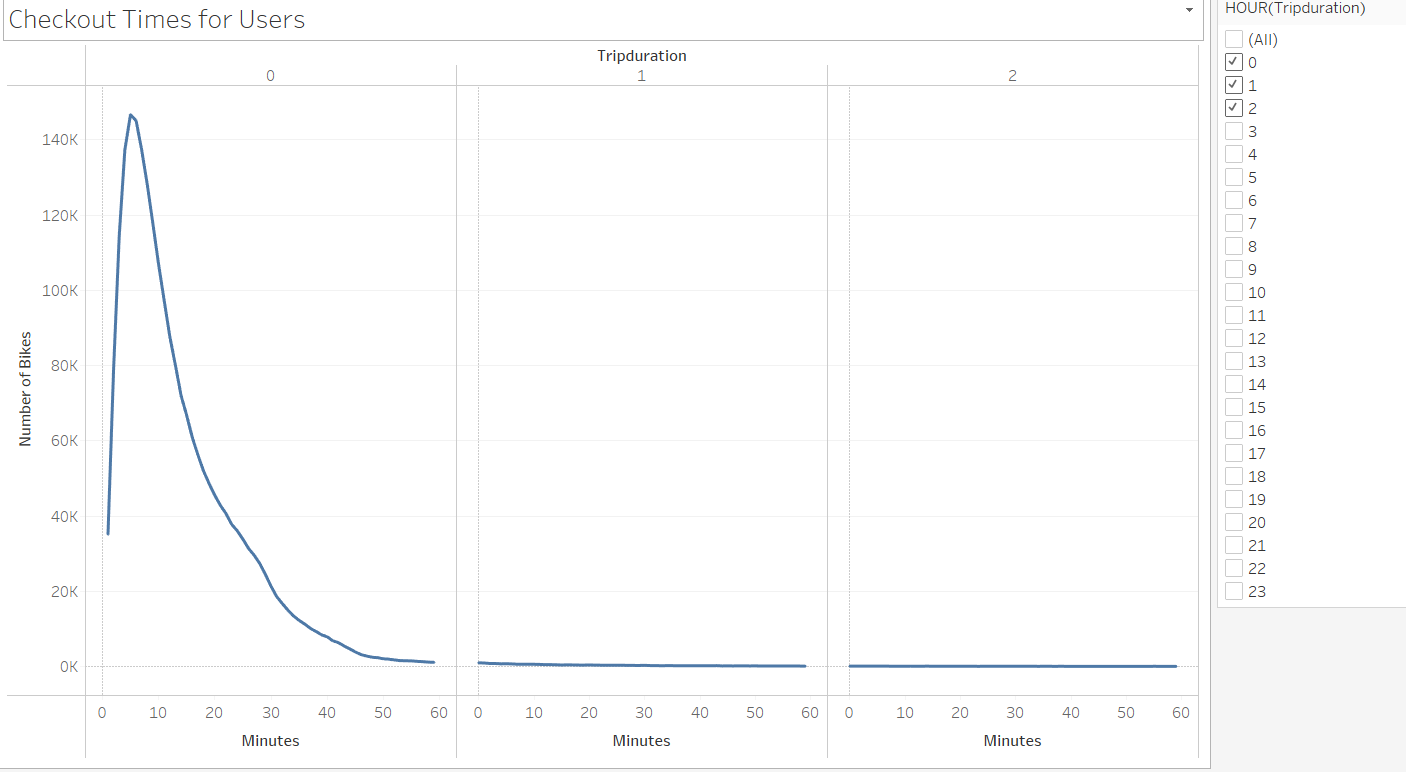 Checkout Times for Users
Tripduration
0 1 2
140K
120K
100K
80K
60K
40K
20K
0K
Number of Bikes
0 10 20 30 40 50 60 0 10 20 30 40 50 60 0 10 20 30 40 50 60
Minutes Minutes Minutes
HOUR(Tripduration)
(All)
0
1
2
3
4
5
6
7
8
9
10
11
12
13
14
15
16
17
18
19
20
21
22
23